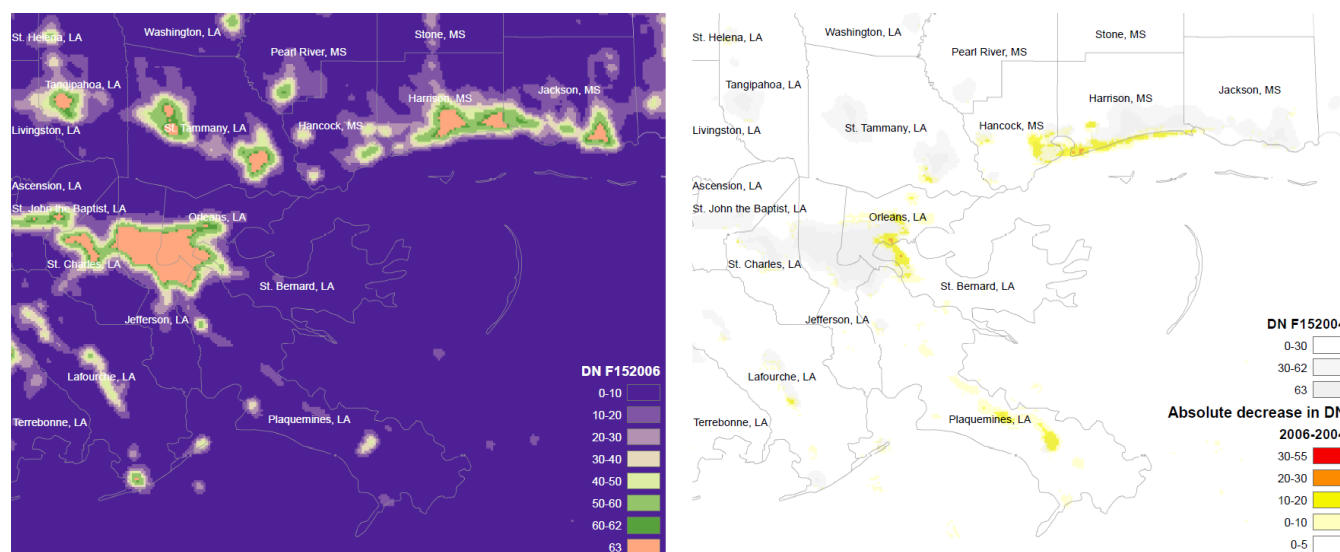 Washington, LA
St. Helena, LA
Stone, MS
Pearl River, MS
Tangipahoa, LA
Jackson, MS
Harrison, MS
Livingston, LA
St. Tammany, LA
Hancock, MS
Ascension, LA
St. John the Baptist, LA
Orleans, LA
St. Charles, LA
St. Bernard, LA
Jefferson, LA
Lafourche, LA
Terrebonne, LA
Plaquemines, LA
DN F152006
0-10
10-20
20-30
30-40
40-50
50-60
60-62
63
Washington, LA
St. Helena, LA
Stone, MS
Pearl River, MS
Tangipahoa, LA
Jackson, MS
Harrison, MS
Livingston, LA
St. Tammany, LA
Hancock, MS
Ascension, LA
St. John the Baptist, LA
Orleans, LA
St. Charles, LA
St. Bernard, LA
Jefferson, LA
Lafourche, LA
Terrebonne, LA
Plaquemines, LA
DN F152004
0-30
30-62
63
Absolute decrease in DN
2006-2004
30-55
20-30
10-20
0-10
0-5